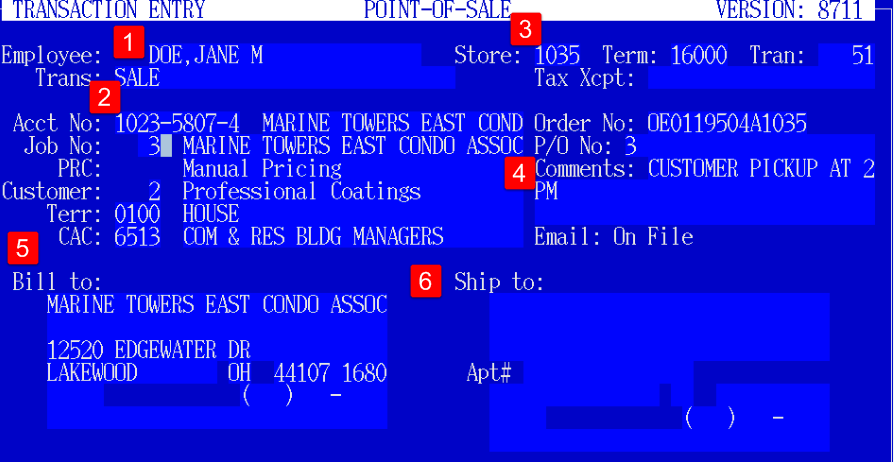 TRANSACTION ENTRY POINT-OF-SALE VERSION: 8711
1 3
Employee: DOE,JANE M Store: 1035 Term: 16000 Tran: 51
Trans: SALE Tax Xcpt:
2
Acct No: 1023-5807-4 MARINE TOWERS EAST COND Order No: OE0119504A1035
Job No: 3 MARINE TOWERS EAST CONDO ASSOC P/O No: 3
PRC: Manual Pricing 4 Comments: CUSTOMER PICKUP AT 2
Customer: 2 Professional Coatings PM
Terr: 0100 HOUSE
5 CAC: 6513 COM & RES BLDG MANAGERS Email: On File
Bill to: 6 Ship to:
MARINE TOWERS EAST CONDO ASSOC
12520 EDGEWATER DR
LAKEWOOD OH 44107 1680 Apt#
( ) -
( ) -